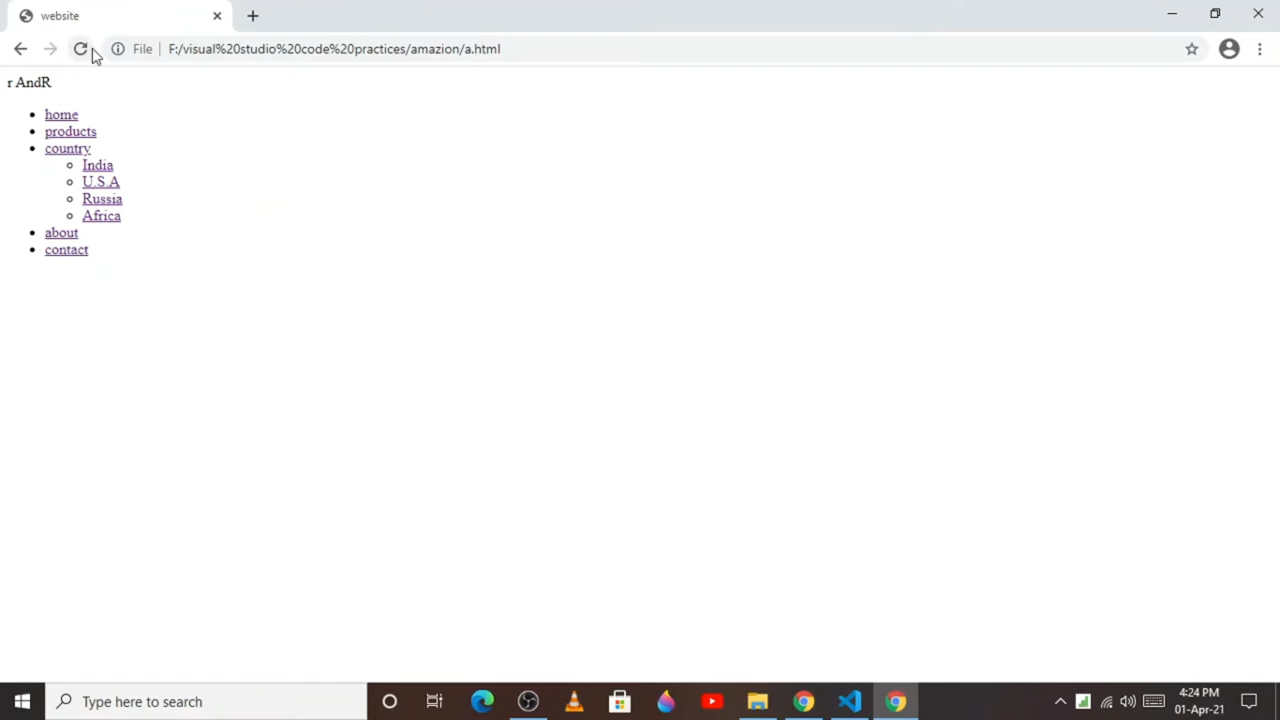 website
File F:/visual%20studio%20code%20practices/amazion/a.html
r AndR
home
products
country
India
U.S.A
Russia
Africa
about
contact
Type here to search
4:24 PM
01-Apr-21